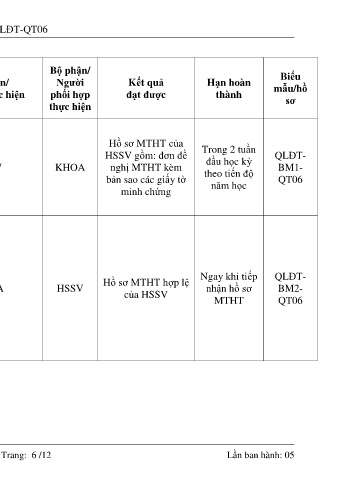 LĐT-QT06
n/
c hiện
Bộ phận/
Người
phối hợp
thực hiện
Kết quả
đạt được
Hạn hoàn
thành
Biểu
mẫu/hồ
sơ
KHOA
Hồ sơ MTHT của
HSSV gồm: đơn đề
nghị MTHT kèm
bản sao các giấy tờ
minh chứng
Trong 2 tuần
đầu học kỳ
theo tiến độ
năm học
QLĐT-
BM1-
QT06
A
HSSV
Hồ sơ MTHT hợp lệ
của HSSV
Ngay khi tiếp
nhận hồ sơ
MTHT
QLĐT-
BM2-
QT06
Trang: 6 /12
Lần ban hành: 05